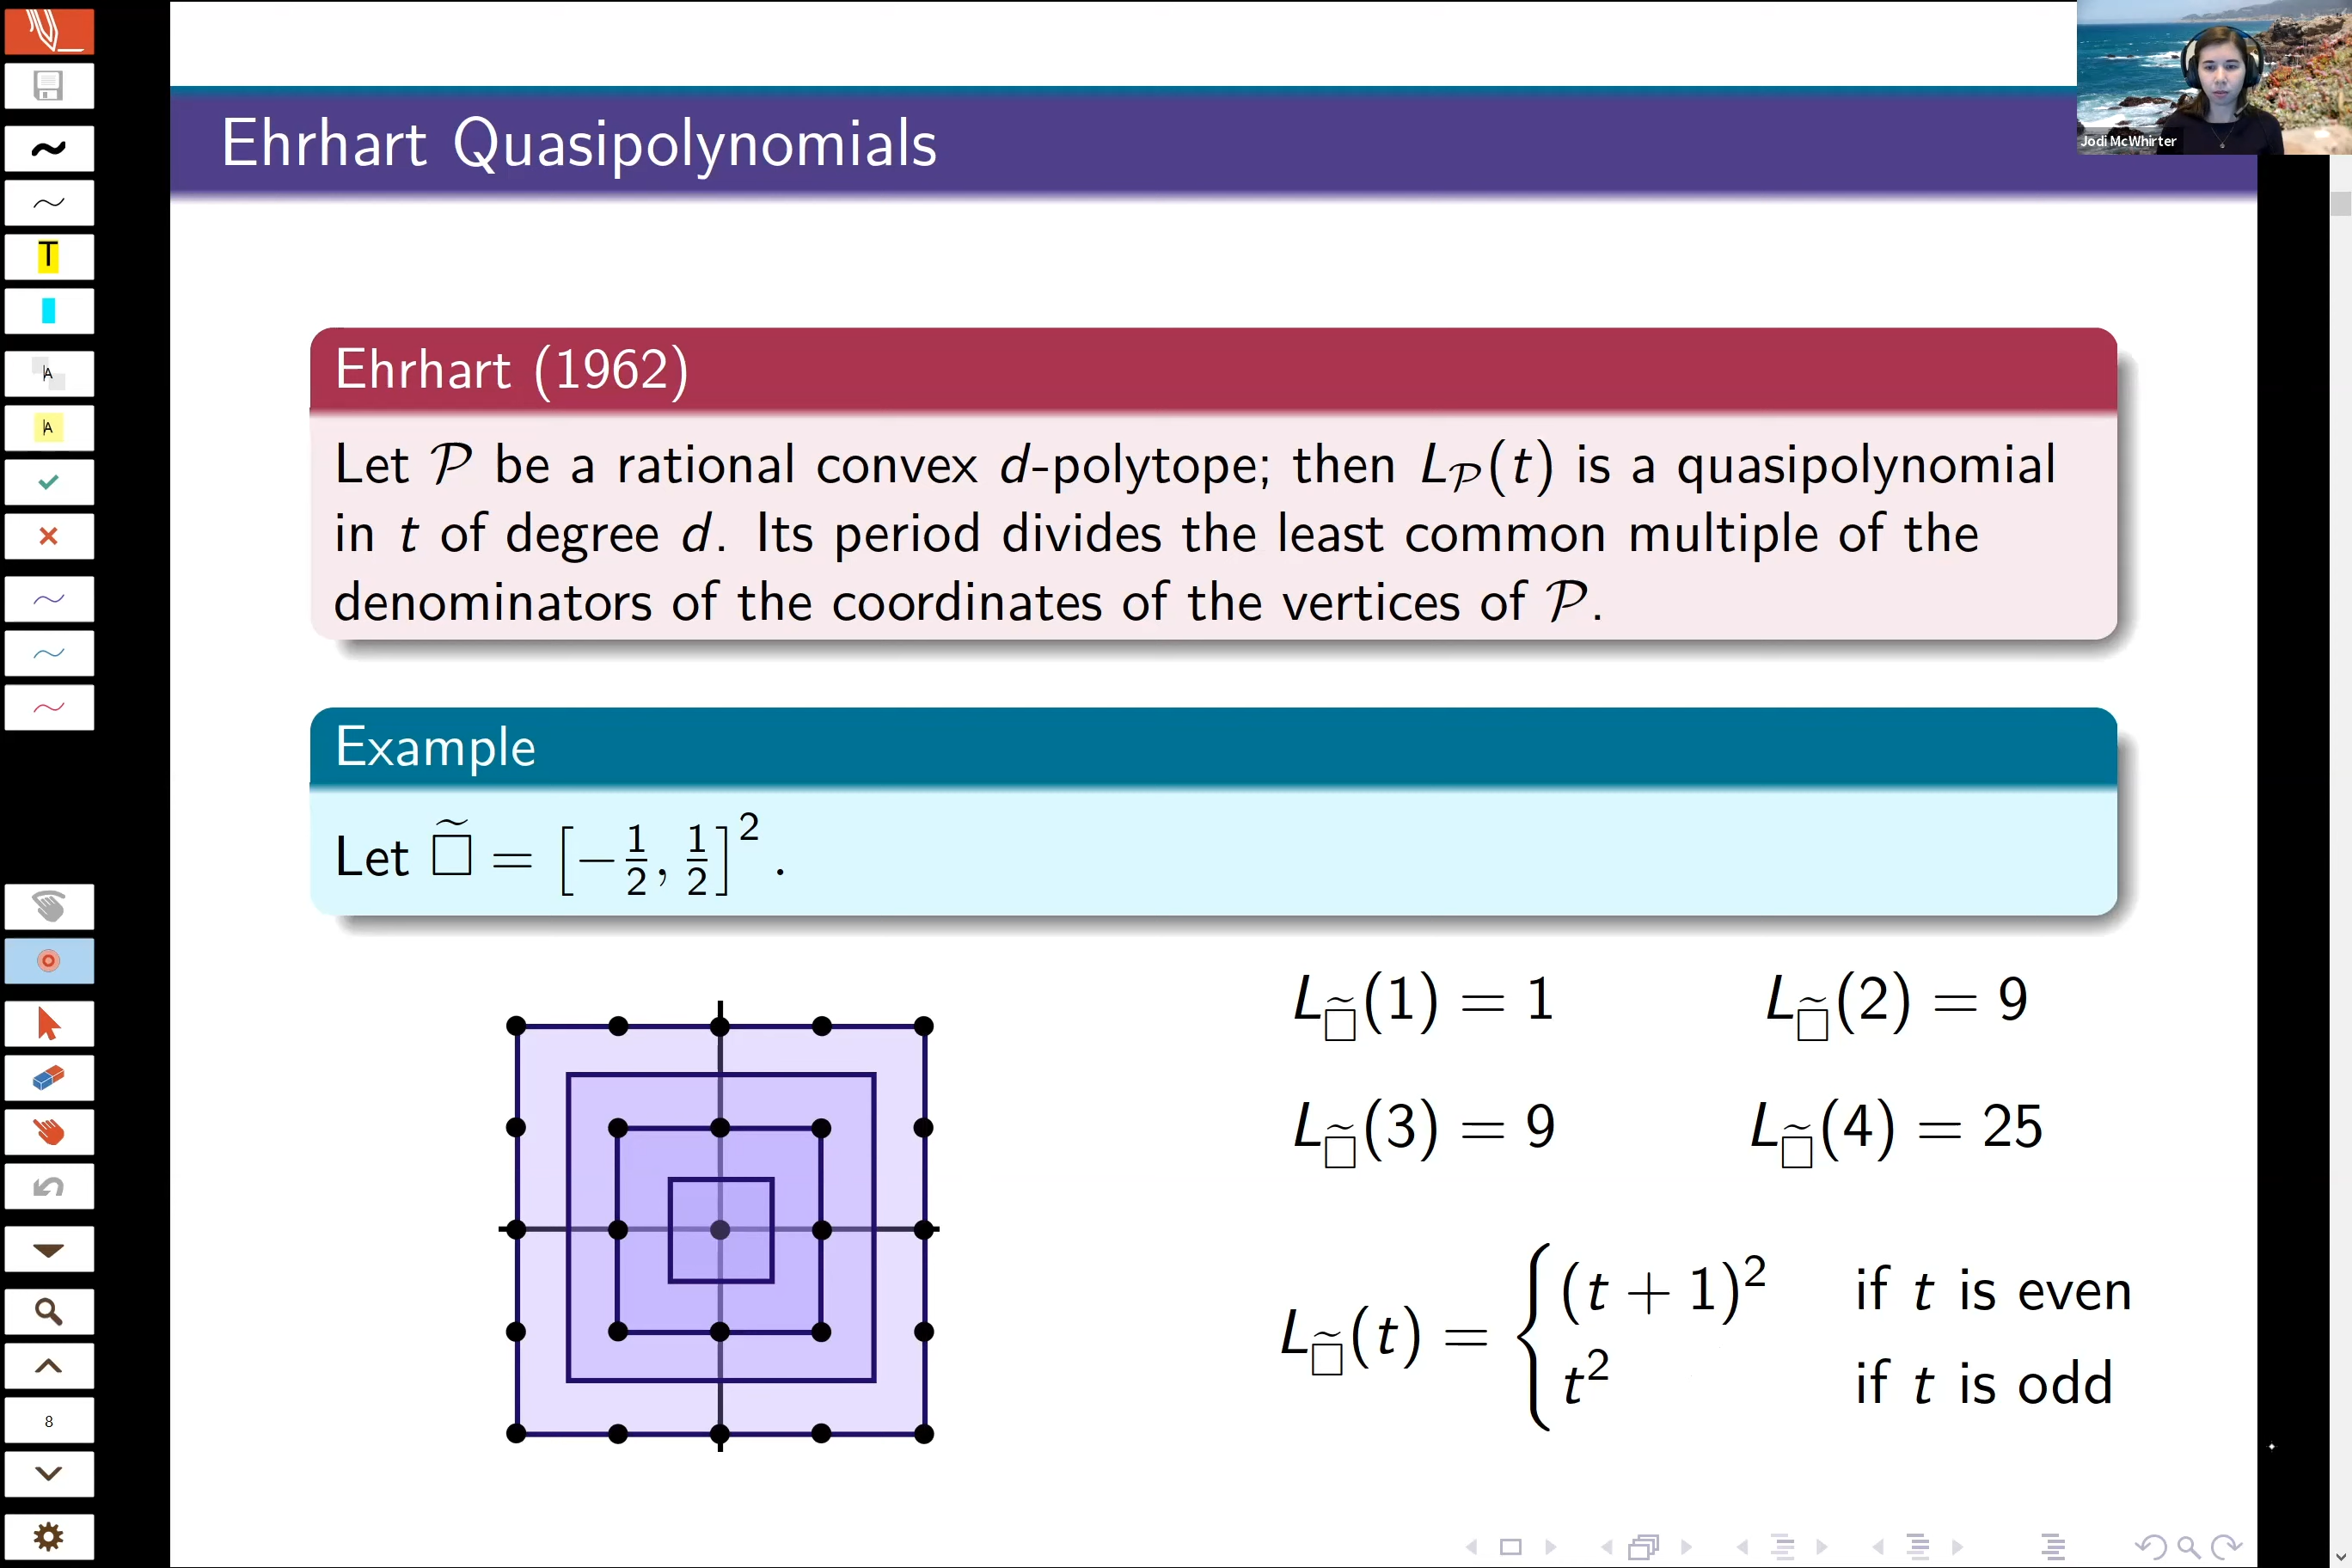 Jodi McWhirter
Ehrhart Quasipolynomials
Ehrhart (1962)
Let 𝒫 be a rational convex d-polytope; then L_𝒫(t) is a quasipolynomial
in t of degree d. Its period divides the least common multiple of the
denominators of the coordinates of the vertices of 𝒫.
Example
Let □̃ = [−1/2, 1/2]².
L_□̃(1) = 1 L_□̃(2) = 9
L_□̃(3) = 9 L_□̃(4) = 25
L_□̃(t) = { (t + 1)² if t is even
t² if t is odd
T
A
A
8